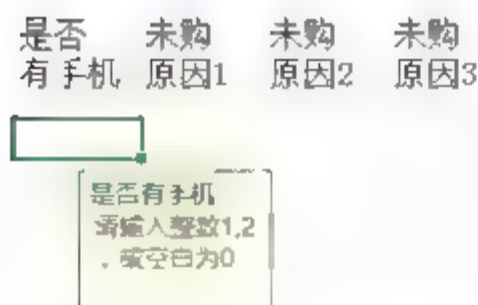 是否 未购 未购 未购
有手机 原因1 原因2 原因3
是否有手机
请输入整数1,2
，或空白为0